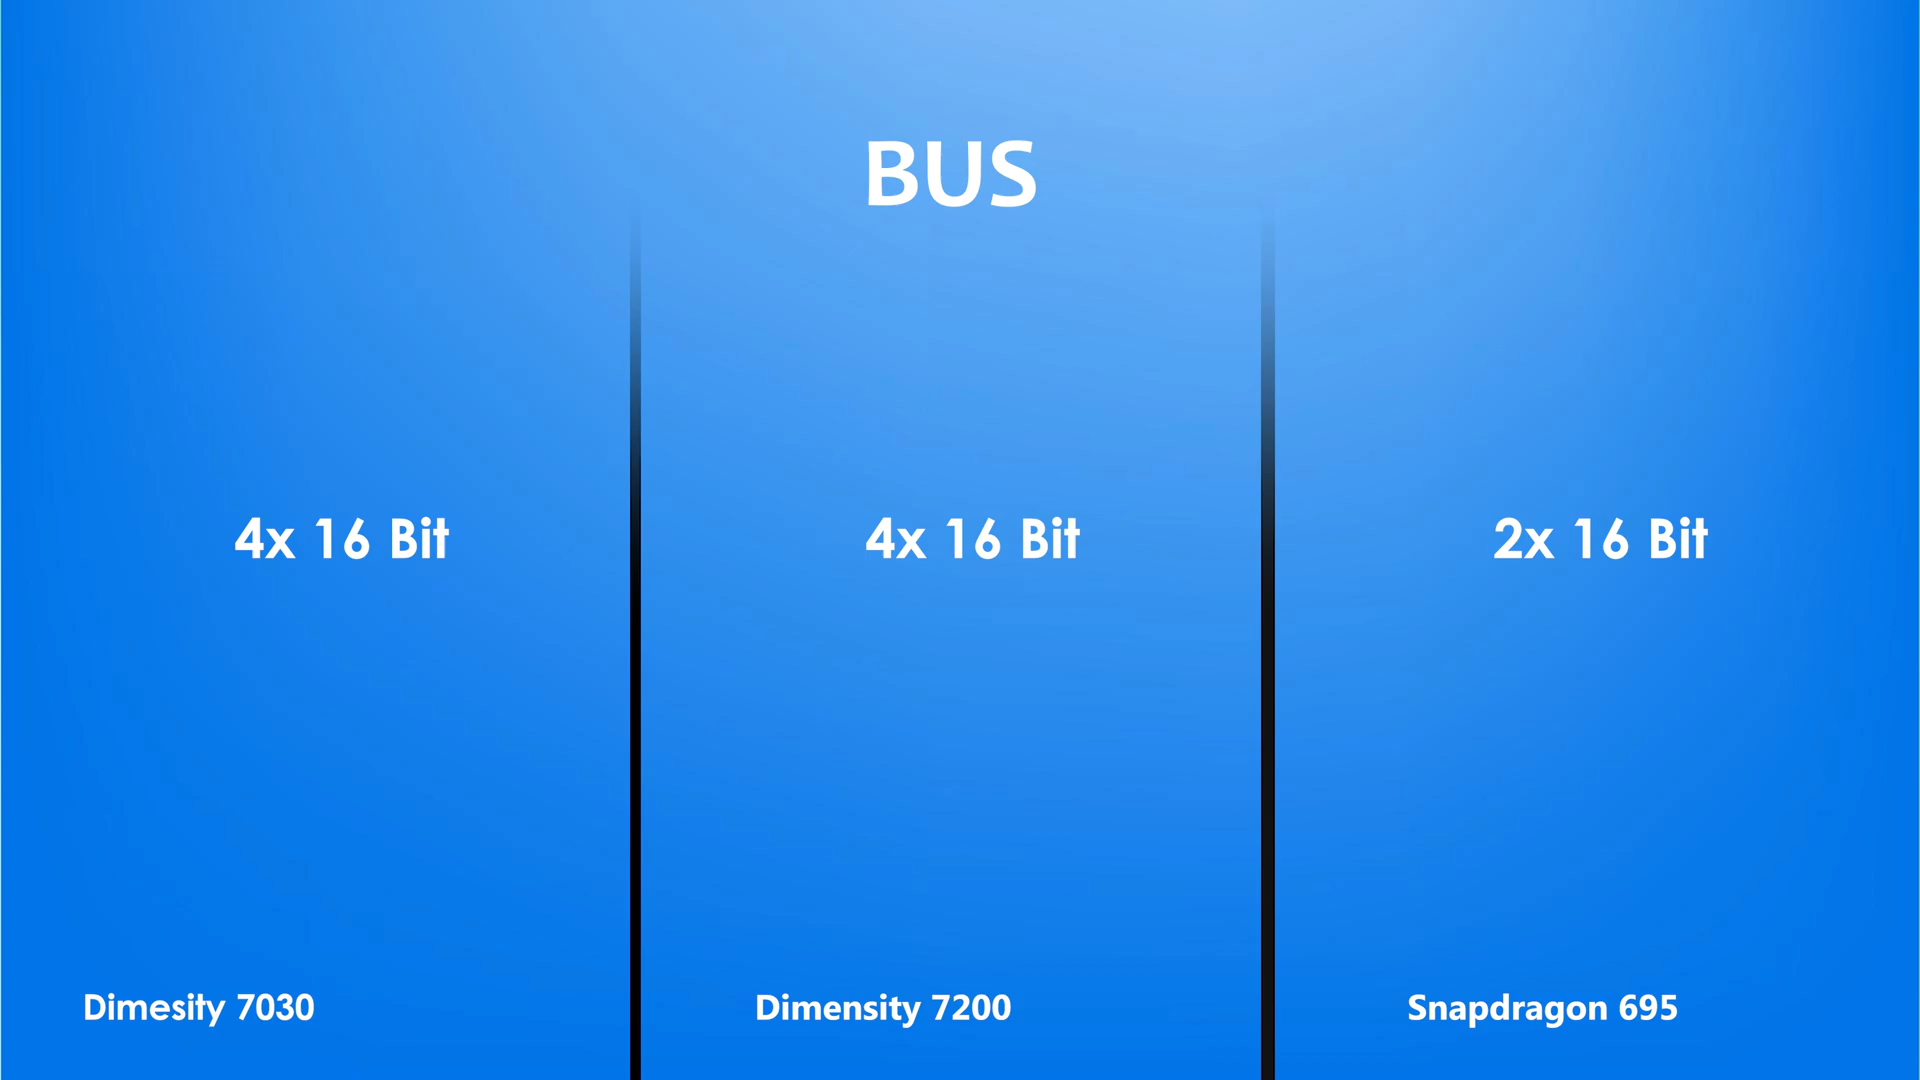 BUS
4x 16 Bit
4x 16 Bit
2x 16 Bit
Dimesity 7030
Dimensity 7200
Snapdragon 695